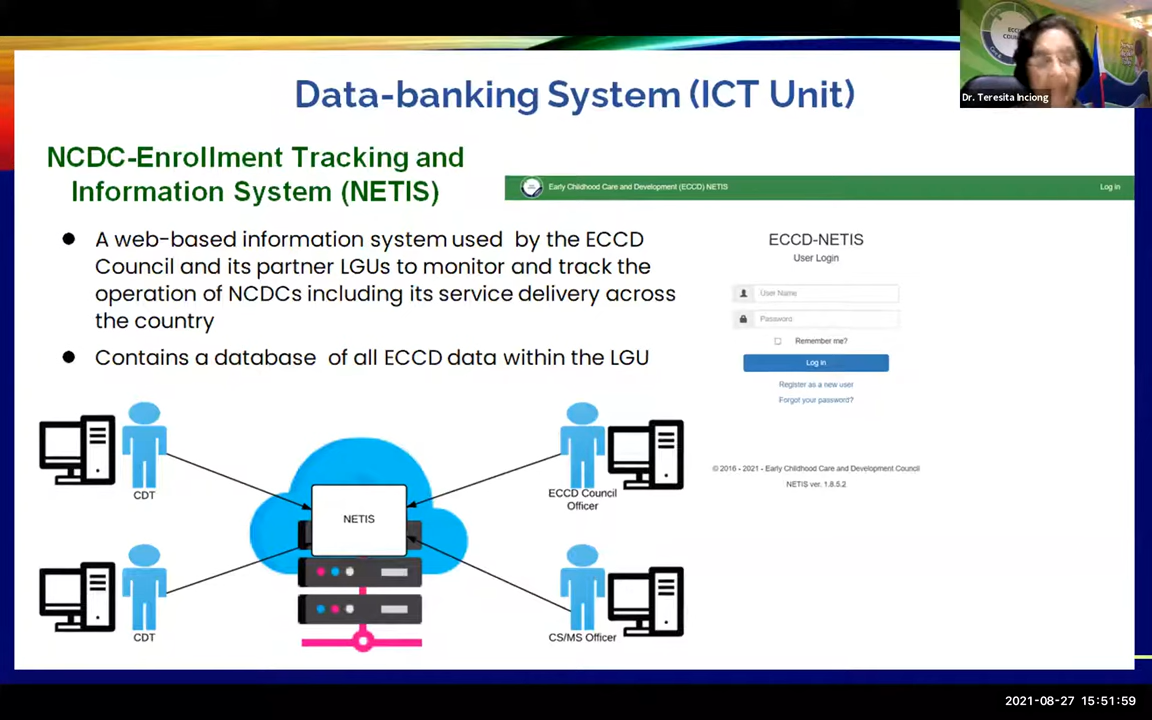 Data-banking System (ICT Unit)
Dr. Teresita Inciong
NCDC-Enrollment Tracking and
Information System (NETIS)
A web-based information system used by the ECCD
Council and its partner LGUs to monitor and track the
operation of NCDCs including its service delivery across
the country
Contains a database of all ECCD data within the LGU
Early Childhood Care and Development (ECCD) NETIS
Log in
ECCD-NETIS
User Login
User Name
Password
Remember me?
Log in
Register as a new user
Forgot your password?
© 2016 - 2021 - Early Childhood Care and Development Council
NETIS ver. 1.8.5.2
CDT
NETIS
ECCD Council
Officer
CDT
CS/MS Officer
2021-08-27 15:51:59